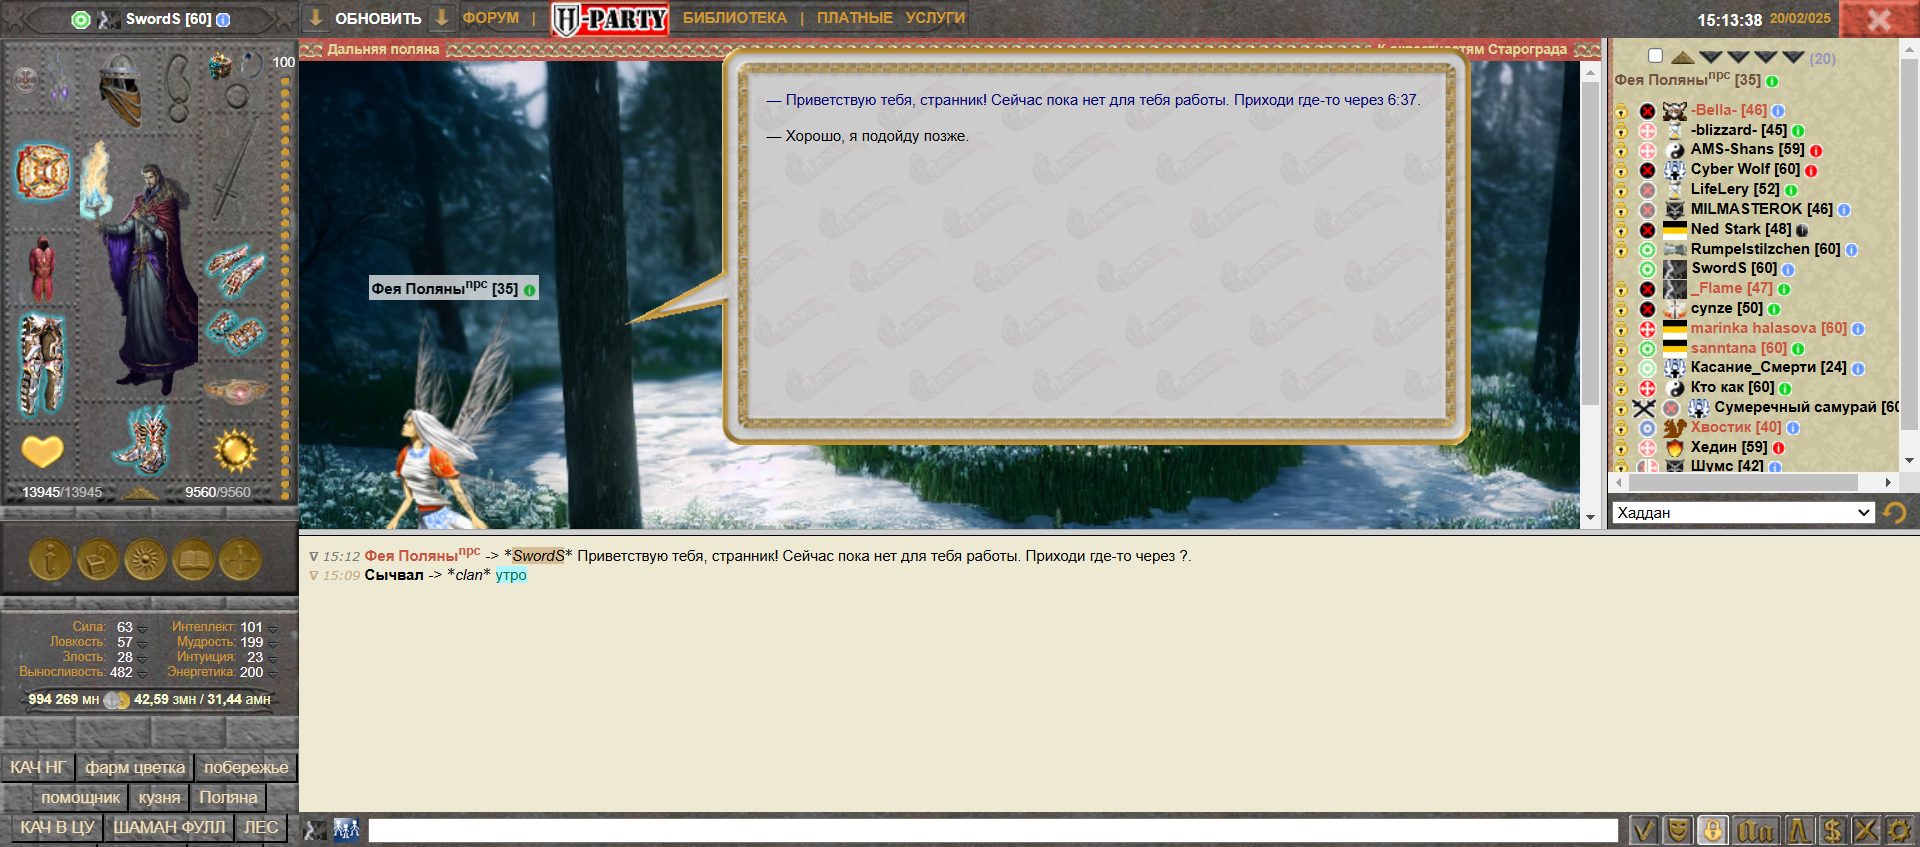 SwordS [60]
ОБНОВИТЬ
ФОРУМ |
H-PARTY
БИБЛИОТЕКА | ПЛАТНЫЕ УСЛУГИ
15:13:38 20/02/025
100
13945/13945
9560/9560
Сила: 63 Интеллект: 101
Ловкость: 57 Мудрость: 199
Злость: 28 Интуиция: 23
Выносливость: 482 Энергетика: 200
994 269 мн 42,59 змн / 31,44 амн
КАЧ НГ фарм цветка побережье
помощник кузня Поляна
КАЧ В ЦУ ШАМАН ФУЛЛ ЛЕС
Дальняя поляна
К окрестностям Старограда
Фея Поляны npc [35]
— Приветствую тебя, странник! Сейчас пока нет для тебя работы. Приходи где-то через 6:37.
— Хорошо, я подойду позже.
15:12 Фея Поляны npc -> *SwordS* Приветствую тебя, странник! Сейчас пока нет для тебя работы. Приходи где-то через ?.
15:09 Сычвал -> *clan* утро
(20)
Фея Поляны npc [35]
-Bella- [46]
-blizzard- [45]
AMS-Shans [59]
Cyber Wolf [60]
LifeLery [52]
MILMASTEROK [46]
Ned Stark [48]
Rumpelstilzchen [60]
SwordS [60]
_Flame [47]
cynze [50]
marinka halasova [60]
sanntana [60]
Касание_Смерти [24]
Кто как [60]
Сумеречный самурай [60
Хвостик [40]
Хедин [59]
Шумс [42]
Хаддан